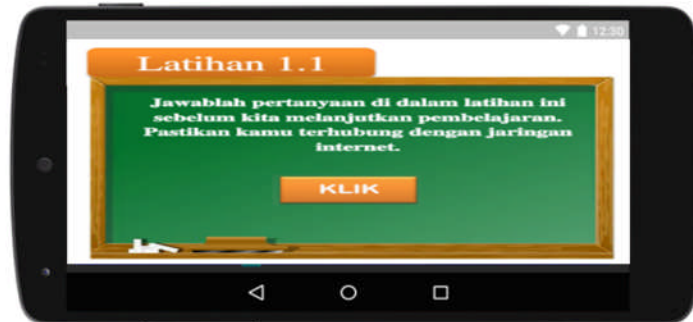 12:30
Latihan 1.1
Jawablah pertanyaan di dalam latihan ini
sebelum kita melanjutkan pembelajaran.
Pastikan kamu terhubung dengan jaringan
internet.
KLIK